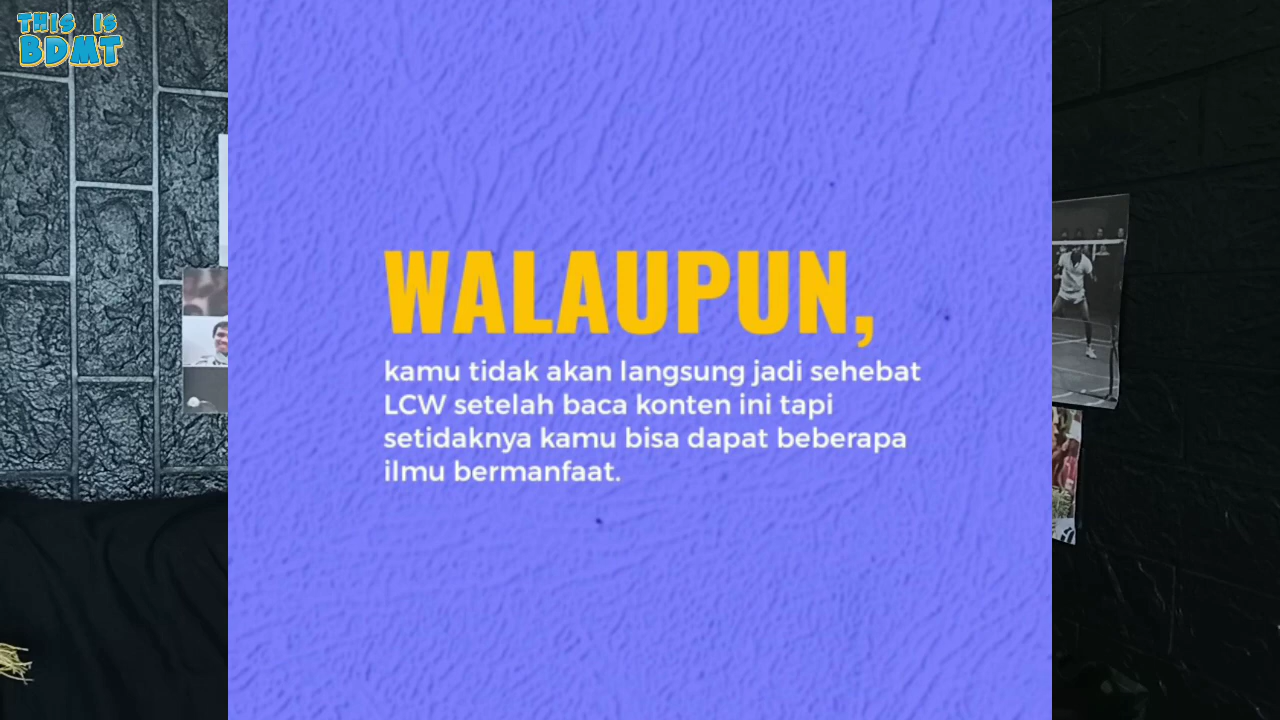 THIS IS
BDMT
WALAUPUN,
kamu tidak akan langsung jadi sehebat
LCW setelah baca konten ini tapi
setidaknya kamu bisa dapat beberapa
ilmu bermanfaat.